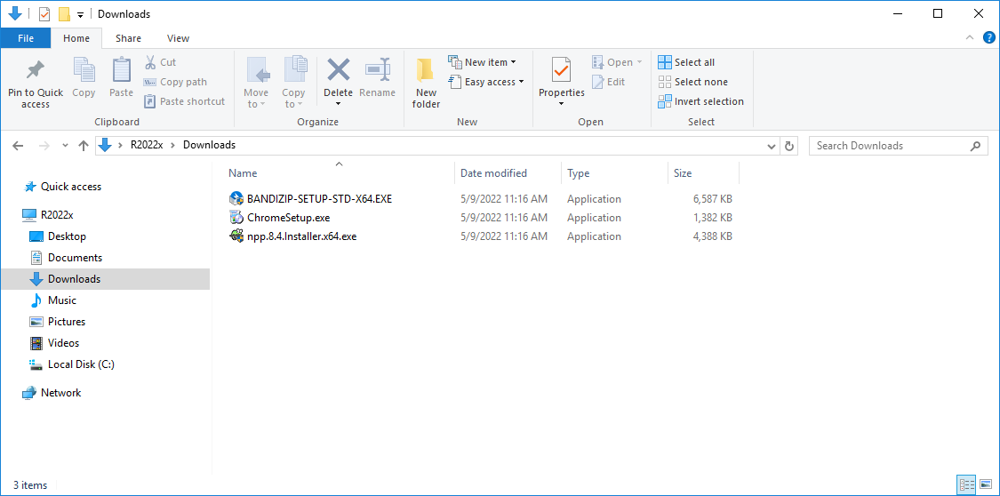 Downloads
File Home Share View
Pin to Quick access
Copy
Paste
Cut
Copy path
Paste shortcut
Clipboard
Move to
Copy to
Delete
Rename
Organize
New folder
New item
Easy access
New
Properties
Open
Edit
Open
Select all
Select none
Invert selection
Select
R2022x > Downloads
Search Downloads
Quick access
R2022x
Desktop
Documents
Downloads
Music
Pictures
Videos
Local Disk (C:)
Network
Name Date modified Type Size
BANDIZIP-SETUP-STD-X64.EXE 5/9/2022 11:16 AM Application 6,587 KB
ChromeSetup.exe 5/9/2022 11:16 AM Application 1,382 KB
npp.8.4.Installer.x64.exe 5/9/2022 11:16 AM Application 4,388 KB
3 items